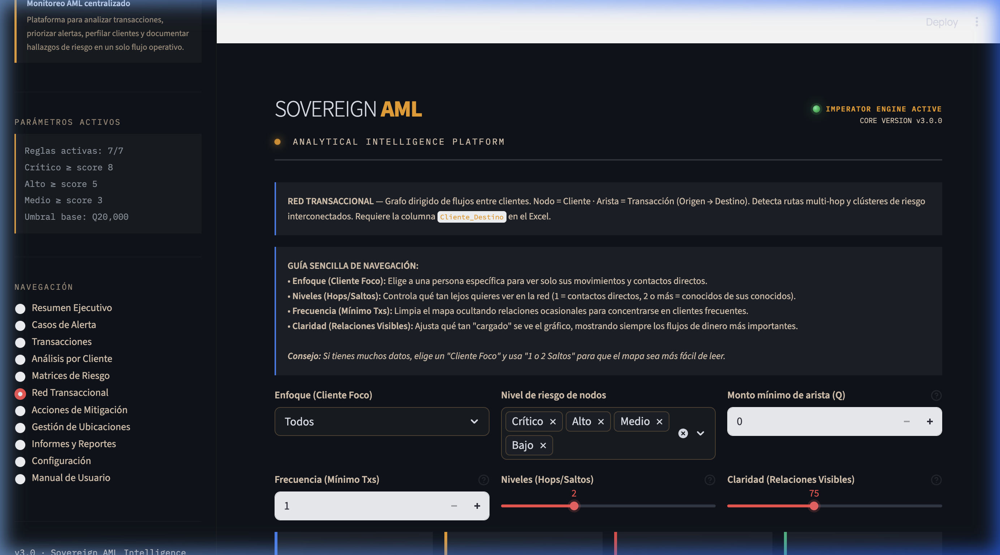 Monitoreo AML centralizado
Plataforma para analizar transacciones,
priorizar alertas, perfilar clientes y documentar
hallazgos de riesgo en un solo flujo operativo.
PARÁMETROS ACTIVOS
Reglas activas: 7/7
Crítico ≥ score 8
Alto ≥ score 5
Medio ≥ score 3
Umbral base: Q20,000
NAVEGACIÓN
Resumen Ejecutivo
Casos de Alerta
Transacciones
Análisis por Cliente
Matrices de Riesgo
Red Transaccional
Acciones de Mitigación
Gestión de Ubicaciones
Informes y Reportes
Configuración
Manual de Usuario
v3.0 · Sovereign AML Intelligence
Deploy
SOVEREIGN AML
IMPERATOR ENGINE ACTIVE
CORE VERSION v3.0.0
ANALYTICAL INTELLIGENCE PLATFORM
RED TRANSACCIONAL — Grafo dirigido de flujos entre clientes. Nodo = Cliente · Arista = Transacción (Origen → Destino). Detecta rutas multi-hop y clústeres de riesgo
interconectados. Requiere la columna Cliente_Destino en el Excel.
GUÍA SENCILLA DE NAVEGACIÓN:
• Enfoque (Cliente Foco): Elige a una persona específica para ver solo sus movimientos y contactos directos.
• Niveles (Hops/Saltos): Controla qué tan lejos quieres ver en la red (1 = contactos directos, 2 o más = conocidos de sus conocidos).
• Frecuencia (Mínimo Txs): Limpia el mapa ocultando relaciones ocasionales para concentrarse en clientes frecuentes.
• Claridad (Relaciones Visibles): Ajusta qué tan "cargado" se ve el gráfico, mostrando siempre los flujos de dinero más importantes.
Consejo: Si tienes muchos datos, elige un "Cliente Foco" y usa "1 o 2 Saltos" para que el mapa sea más fácil de leer.
Enfoque (Cliente Foco)
Todos
Nivel de riesgo de nodos
Crítico × Alto × Medio ×
Bajo ×
Monto mínimo de arista (Q)
0
Frecuencia (Mínimo Txs)
1
Niveles (Hops/Saltos)
2
Claridad (Relaciones Visibles)
75